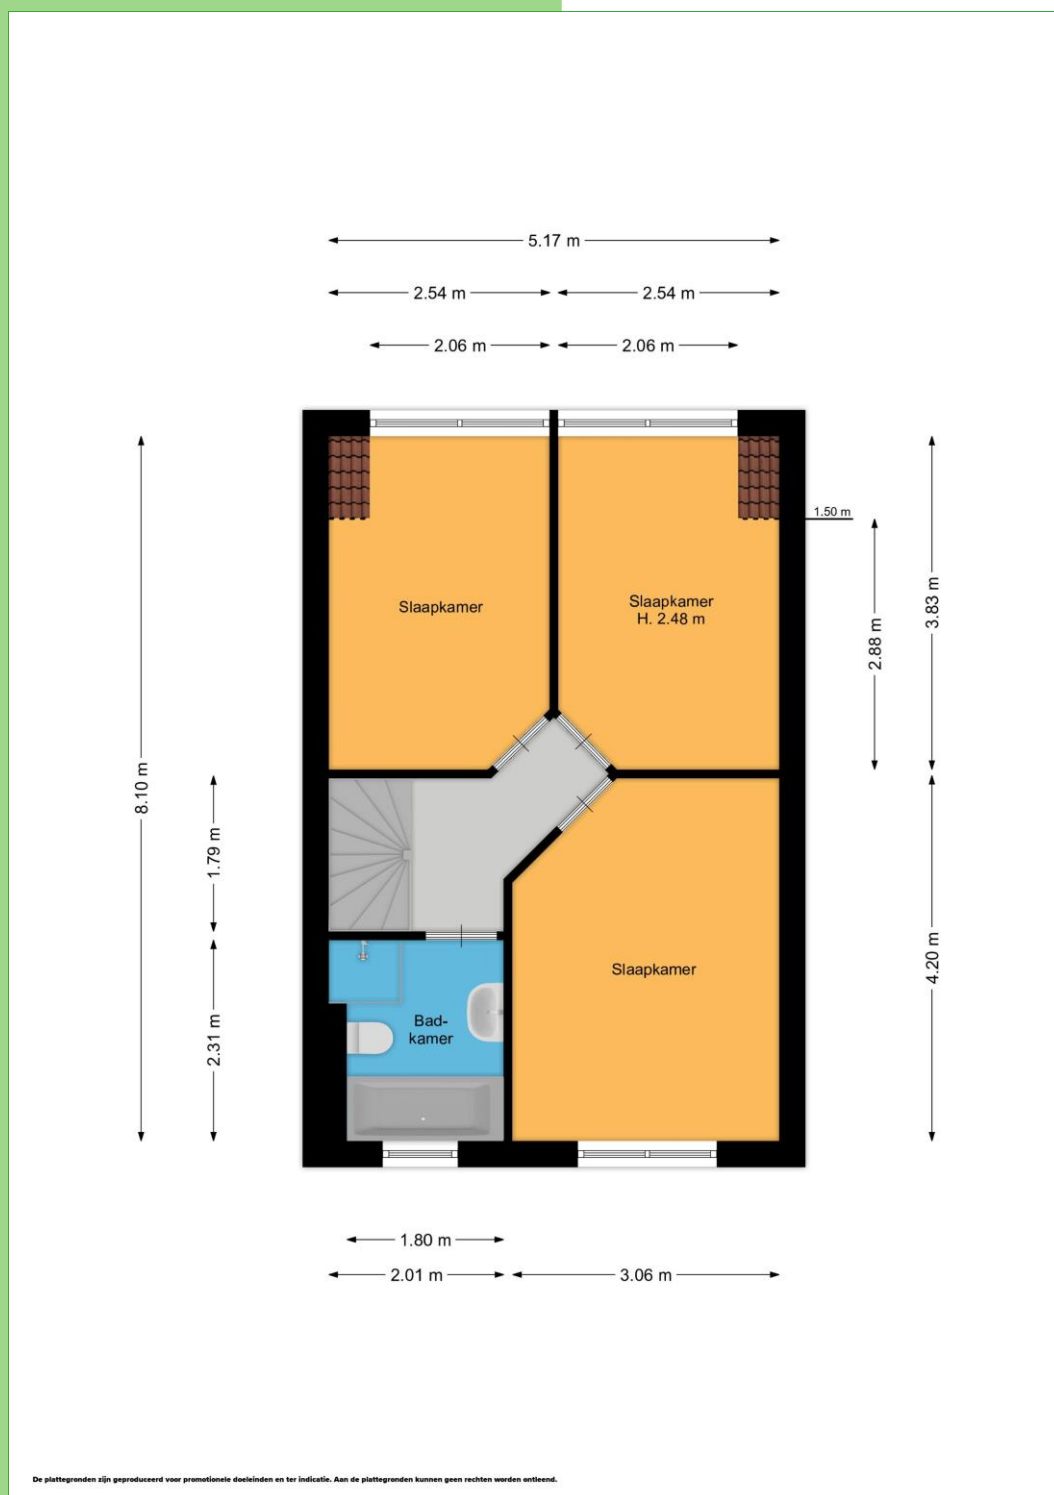 5.17 m
2.54 m 2.54 m
2.06 m 2.06 m
1.50 m
Slaapkamer
Slaapkamer
H. 2.48 m
3.83 m
2.88 m
8.10 m
1.79 m
4.20 m
Slaapkamer
2.31 m
Bad-
kamer
1.80 m
2.01 m 3.06 m
De plattegronden zijn geproduceerd voor promotionele doeleinden en ter indicatie. Aan de plattegronden kunnen geen rechten worden ontleend.